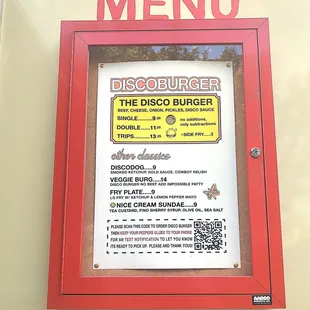 MENU
DISCOBURGER
THE DISCO BURGER
BEEF, CHEESE, ONION, PICKLES, DISCO SAUCE
SINGLE......9.25
DOUBLE.....11.25
TRIPS........13.25
no additions,
only subtractions
+SIDE FRY....3
other classics
DISCODOG.....9
SMOKED KETCHUP, GOLD SAUCE, COWBOY RELISH
VEGGIE BURG....14
DISCO BURGER NO BEEF ADD IMPOSSIBLE PATTY
FRY PLATE.....9
LG FRY W/ KETCHUP & LEMON PEPPER MAYO
NICE CREAM SUNDAE....9
TEA CUSTARD, FINO SHERRY SYRUP, OLIVE OIL, SEA SALT
PLEASE SCAN THIS CODE TO ORDER DISCO BURGER
THEN KEEP YOUR PEEPERS GLUED TO YOUR PHONE
FOR AN TEXT NOTIFICATION TO LET YOU KNOW
ITS READY TO PICK UP. PLEASE AND THANK YOU!
AARCO